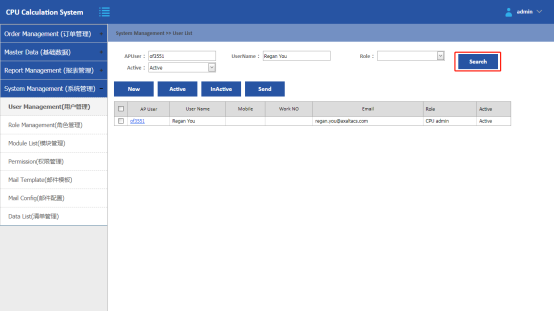 CPU Calculation System
admin
Order Management (订单管理)
Master Data (基础数据)
Report Management (报表管理)
System Management (系统管理)
User Management(用户管理)
Role Management(角色管理)
Module List(模块管理)
Permission(权限管理)
Mail Template(邮件模板)
Mail Config(邮件配置)
Data List(清单管理)
System Management >> User List
APUser : of3551 UserName : Regan You Role :
Active : Active
Search
New Active InActive Send
AP User User Name Mobile Work NO Email Role Active
of3551 Regan You regan.you@exeltacs.com CPU admin Active